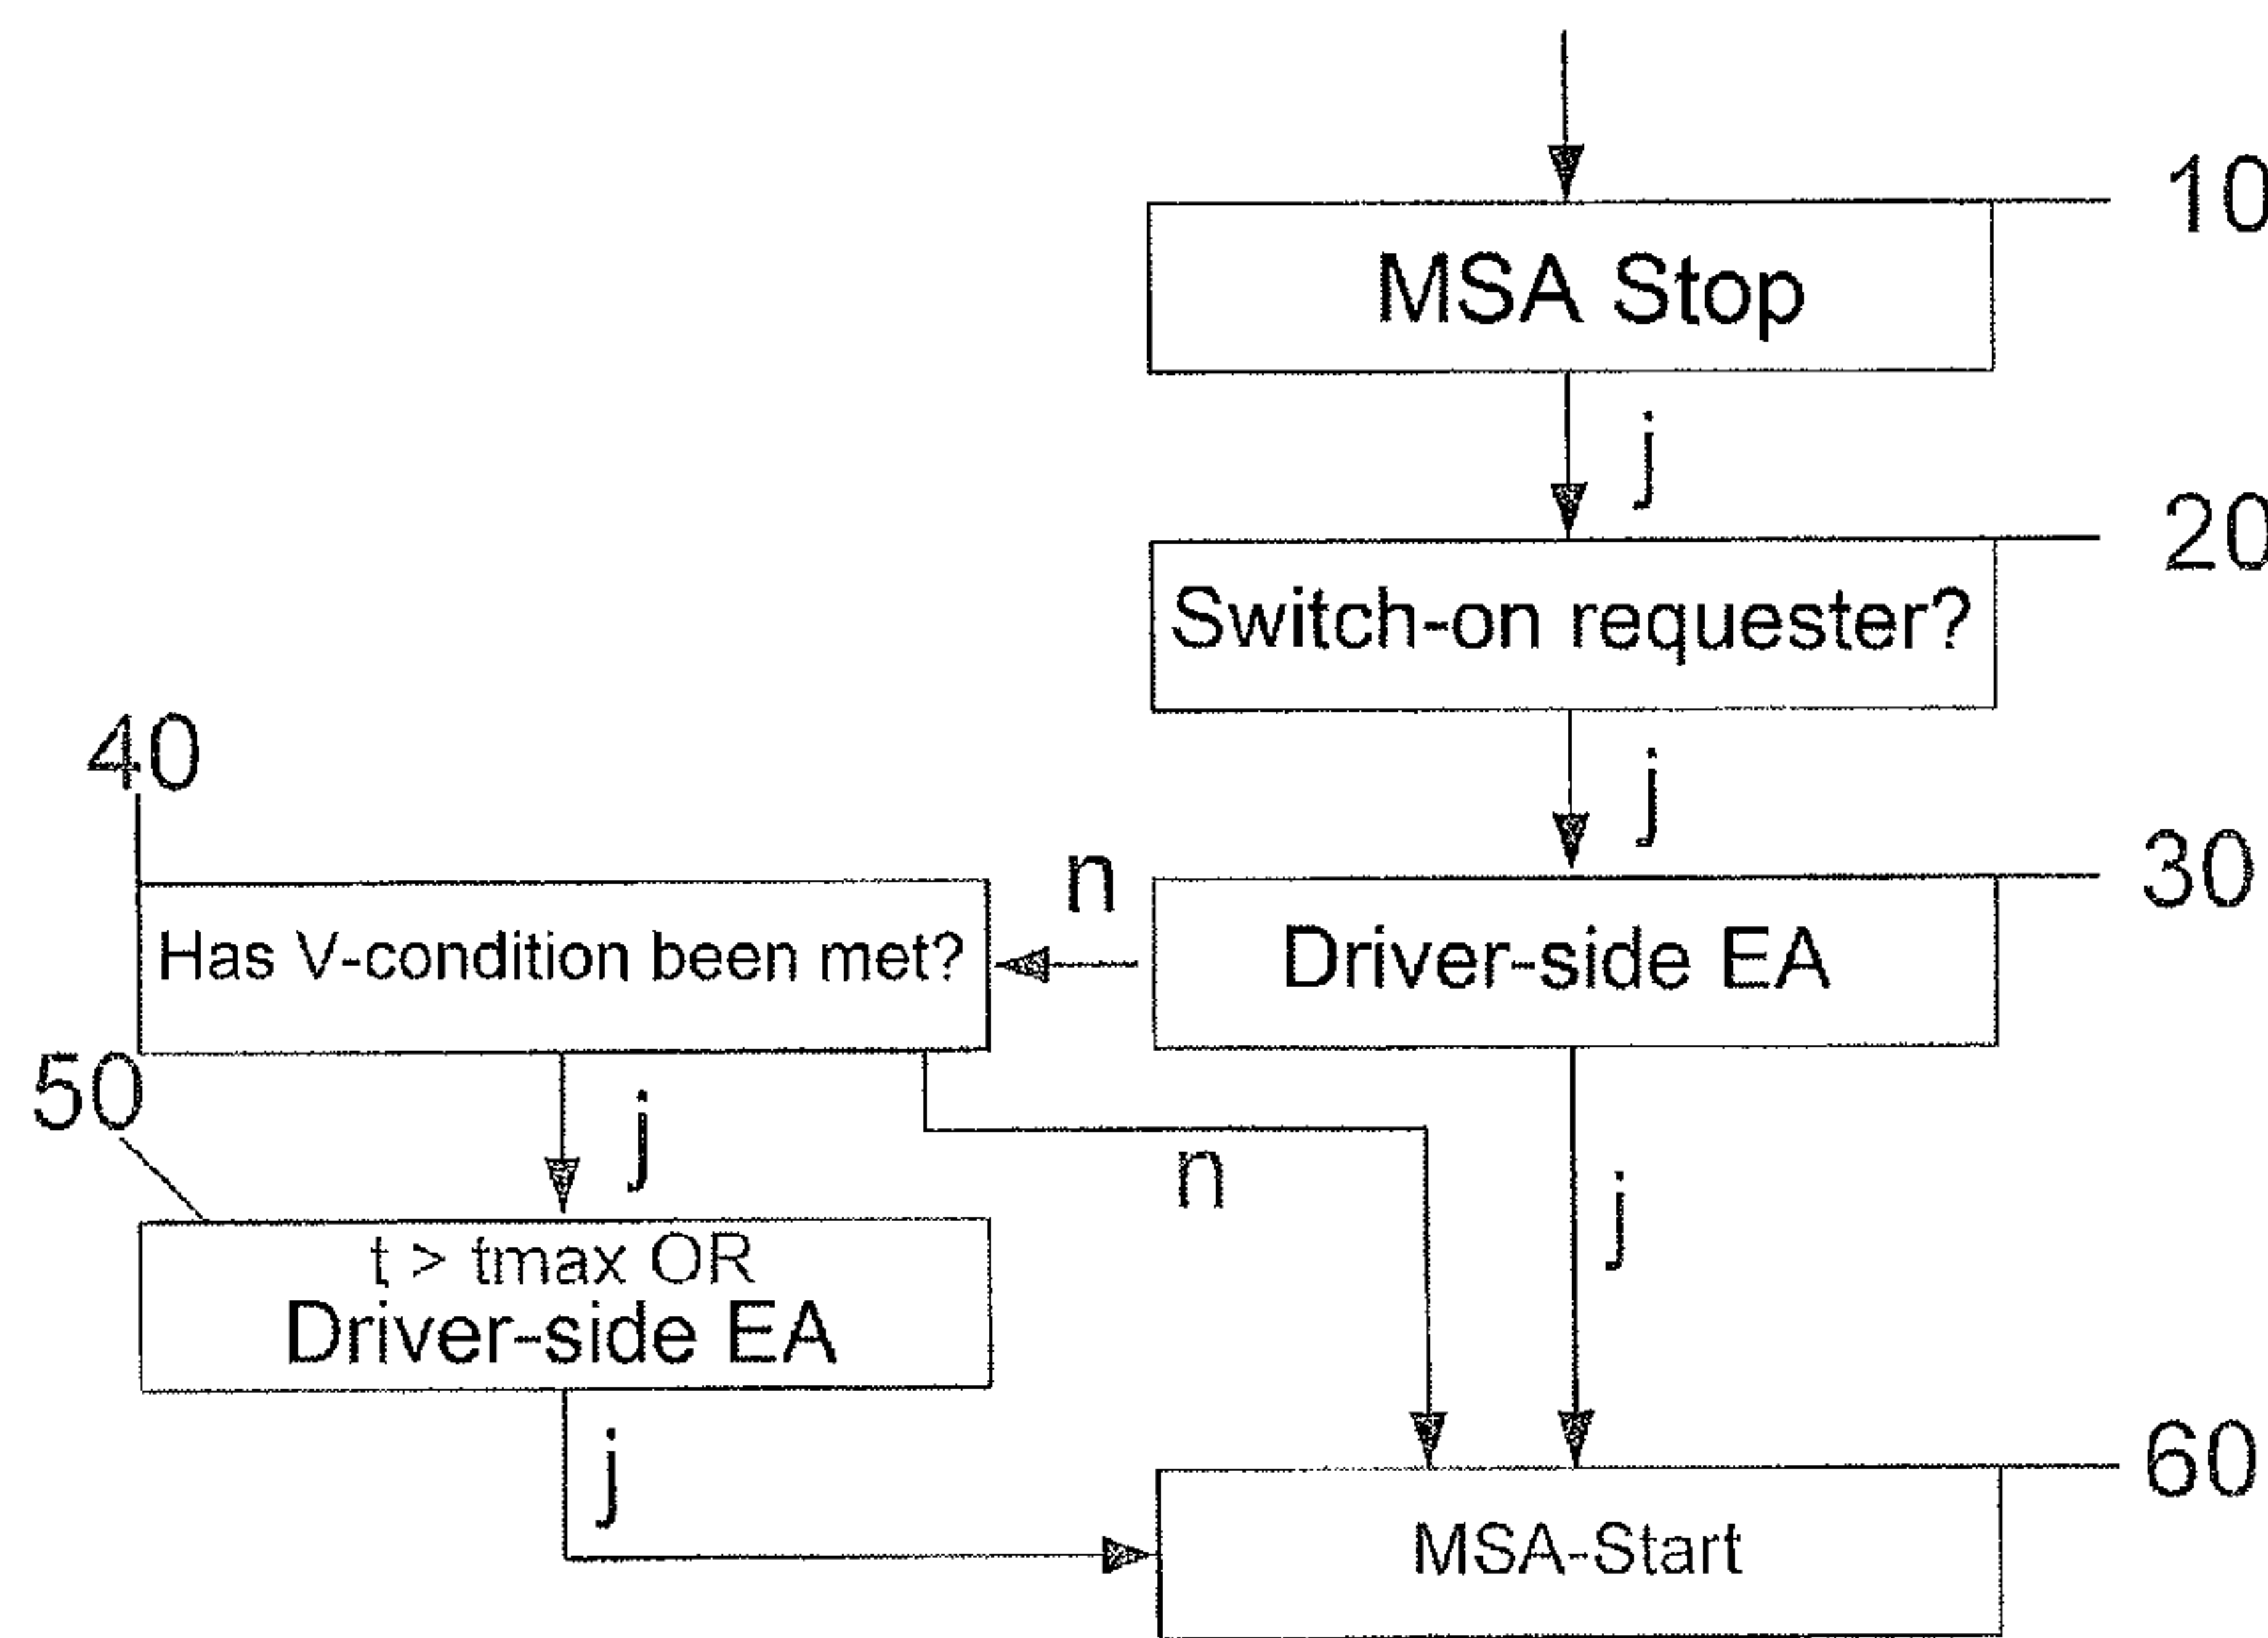 10
MSA Stop
j
20
Switch-on requester?
j
40
30
n
Has V-condition been met?
Driver-side EA
50
j
n
j
t > tmax OR
Driver-side EA
j
60
MSA-Start